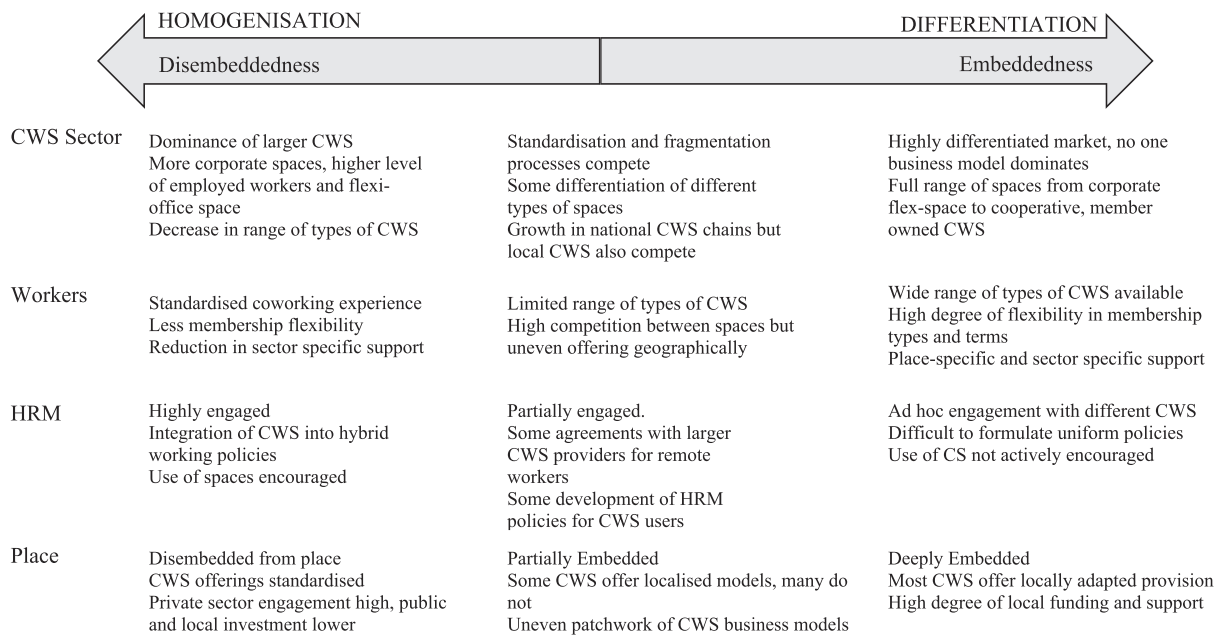 HOMOGENISATION
DIFFERENTIATION
Disembeddedness
Embeddedness
CWS Sector
Dominance of larger CWS
More corporate spaces, higher level
of employed workers and flexi-
office space
Decrease in range of types of CWS
Standardisation and fragmentation
processes compete
Some differentiation of different
types of spaces
Growth in national CWS chains but
local CWS also compete
Highly differentiated market, no one
business model dominates
Full range of spaces from corporate
flex-space to cooperative, member
owned CWS
Workers
Standardised coworking experience
Less membership flexibility
Reduction in sector specific support
Limited range of types of CWS
High competition between spaces but
uneven offering geographically
Wide range of types of CWS available
High degree of flexibility in membership
types and terms
Place-specific and sector specific support
HRM
Highly engaged
Integration of CWS into hybrid
working policies
Use of spaces encouraged
Partially engaged.
Some agreements with larger
CWS providers for remote
workers
Some development of HRM
policies for CWS users
Ad hoc engagement with different CWS
Difficult to formulate uniform policies
Use of CS not actively encouraged
Place
Disembedded from place
CWS offerings standardised
Private sector engagement high, public
and local investment lower
Partially Embedded
Some CWS offer localised models, many do
not
Uneven patchwork of CWS business models
Deeply Embedded
Most CWS offer locally adapted provision
High degree of local funding and support